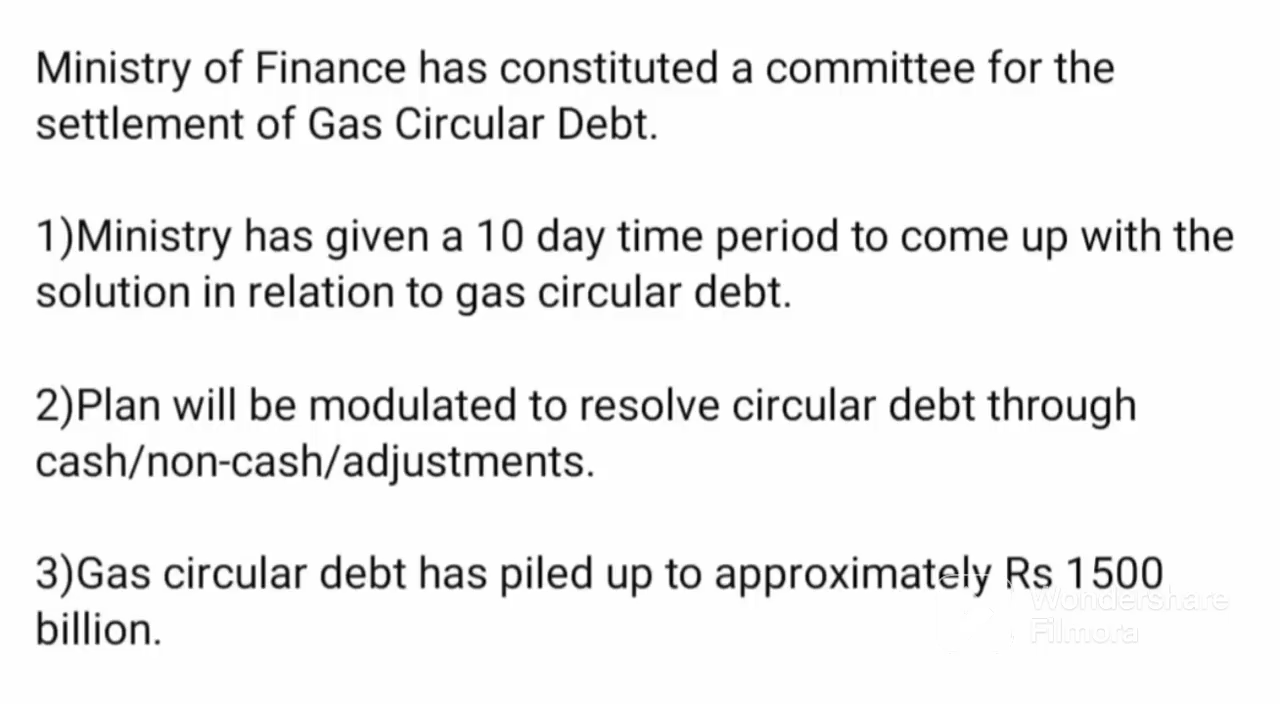 Ministry of Finance has constituted a committee for the
settlement of Gas Circular Debt.
1)Ministry has given a 10 day time period to come up with the
solution in relation to gas circular debt.
2)Plan will be modulated to resolve circular debt through
cash/non-cash/adjustments.
3)Gas circular debt has piled up to approximately Rs 1500
billion.
Wondershare
Filmora